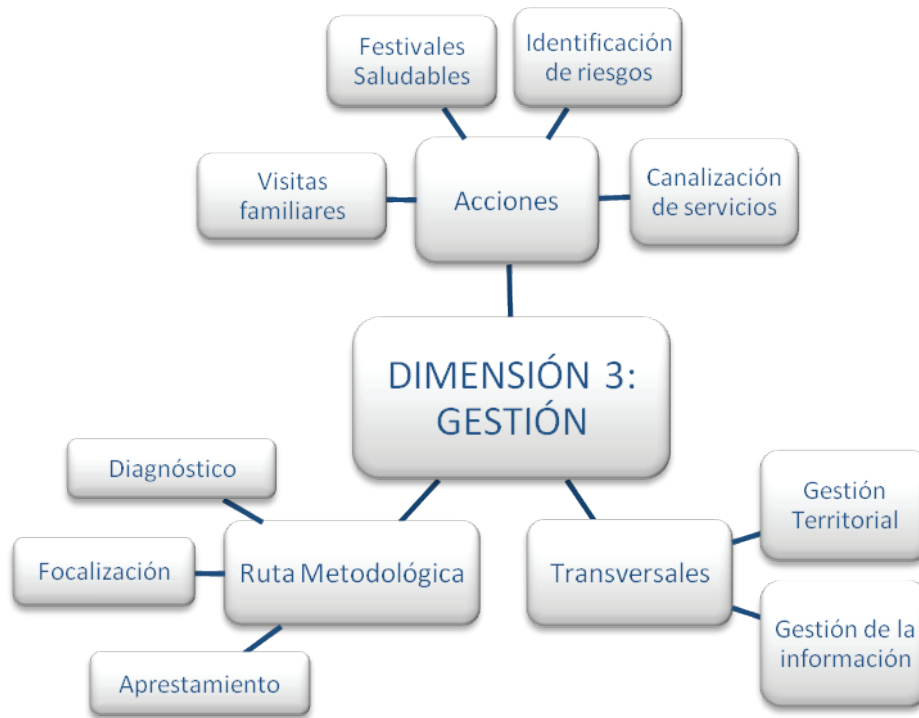 Festivales
Saludables
Identificación
de riesgos
Visitas
familiares
Acciones
Canalización
de servicios
DIMENSIÓN 3:
GESTIÓN
Diagnóstico
Focalización
Ruta Metodológica
Aprestamiento
Transversales
Gestión
Territorial
Gestión de la
información